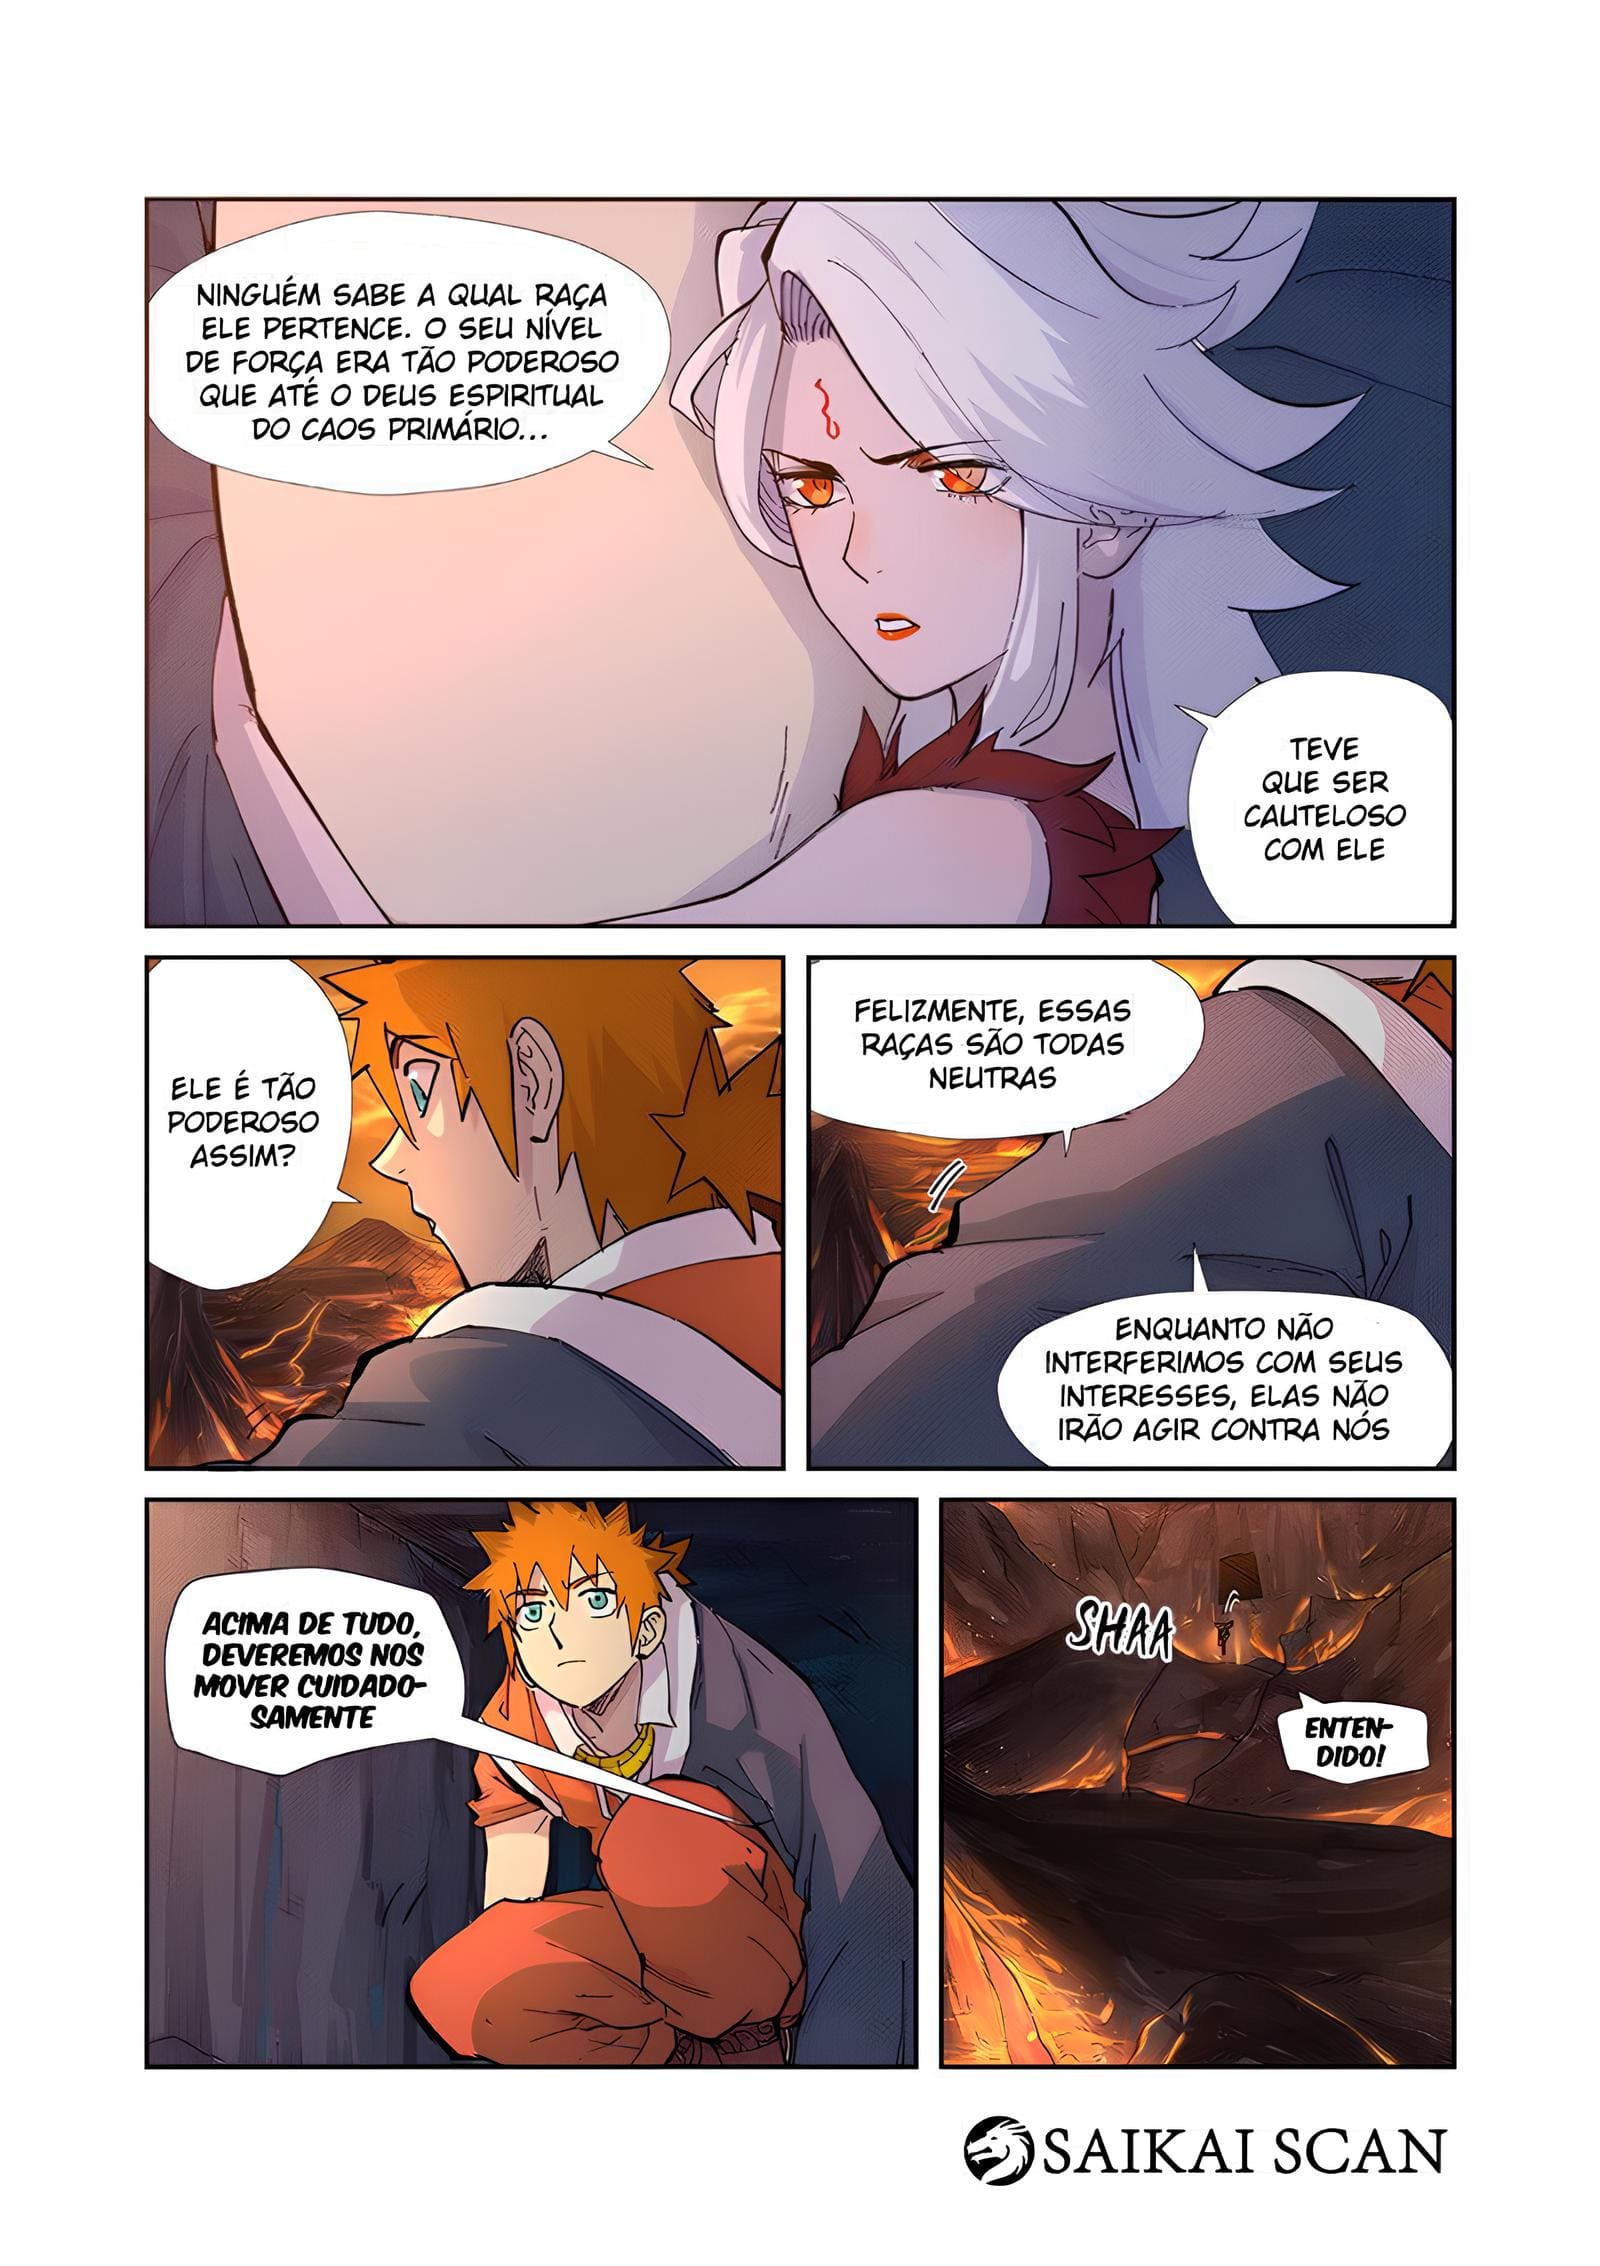 NINGUÉM SABE A QUAL RAÇA
ELE PERTENCE. O SEU NÍVEL
DE FORÇA ERA TÃO PODEROSO
QUE ATÉ O DEUS ESPIRITUAL
DO CAOS PRIMÁRIO...
TEVE
QUE SER
CAUTELOSO
COM ELE
ELE É TÃO
PODEROSO
ASSIM?
FELIZMENTE, ESSAS
RAÇAS SÃO TODAS
NEUTRAS
ENQUANTO NÃO
INTERFERIMOS COM SEUS
INTERESSES, ELAS NÃO
IRÃO AGIR CONTRA NÓS
ACIMA DE TUDO,
DEVEREMOS NOS
MOVER CUIDADO-
SAMENTE
SHAA
ENTEN-
DIDO!
SAIKAI SCAN